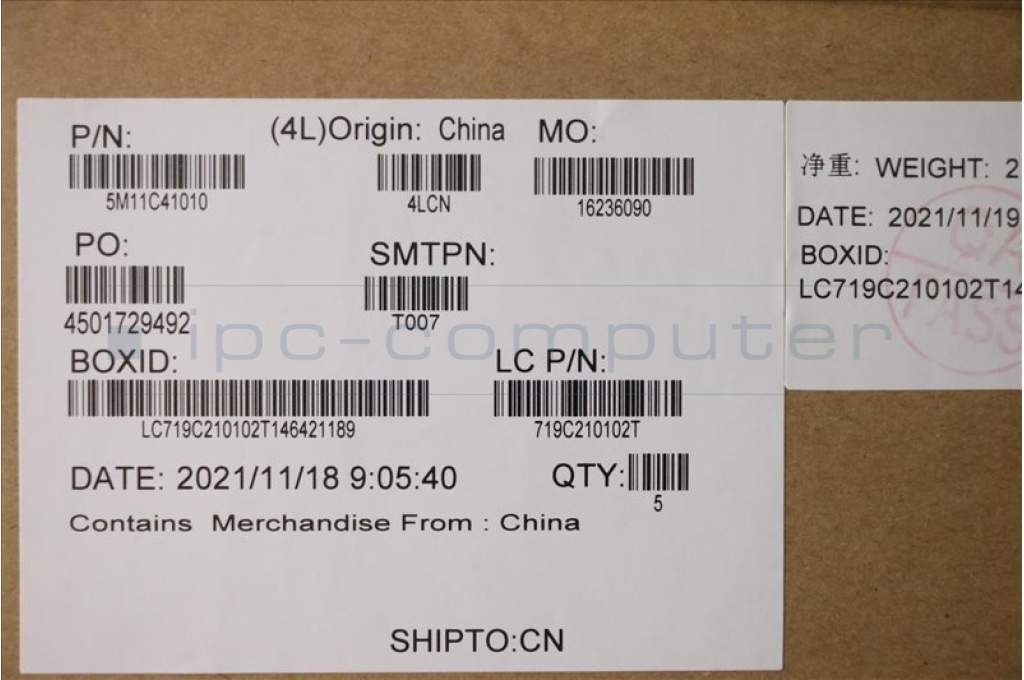 P/N: (4L)Origin: China MO:
5M11C41010 4LCN 16236090
PO: SMTPN:
4501729492 T007
BOXID: LC P/N:
LC719C210102T146421189 719C210102T
DATE: 2021/11/18 9:05:40 QTY:
5
Contains Merchandise From : China
SHIPTO:CN
净重: WEIGHT: 2
DATE: 2021/11/19
BOXID:
LC719C210102T14
QA
PASS
ipc-computer